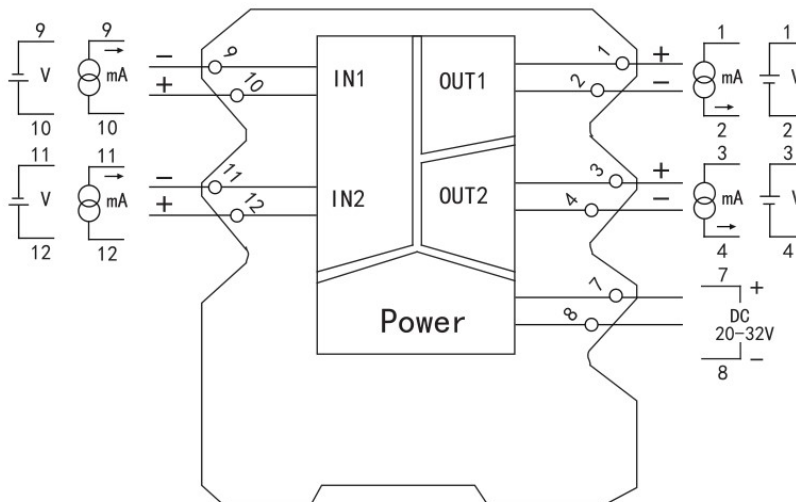 9 9 1 1
− 9 1 +
V mA IN1 OUT1 mA V
+ 10 2 −
10 10 2 2
11 11 3 3
− 11 3 +
V mA IN2 OUT2 mA V
+ 12 4 −
12 12 4 4
7 7 +
Power 8 DC
20-32V
8 −